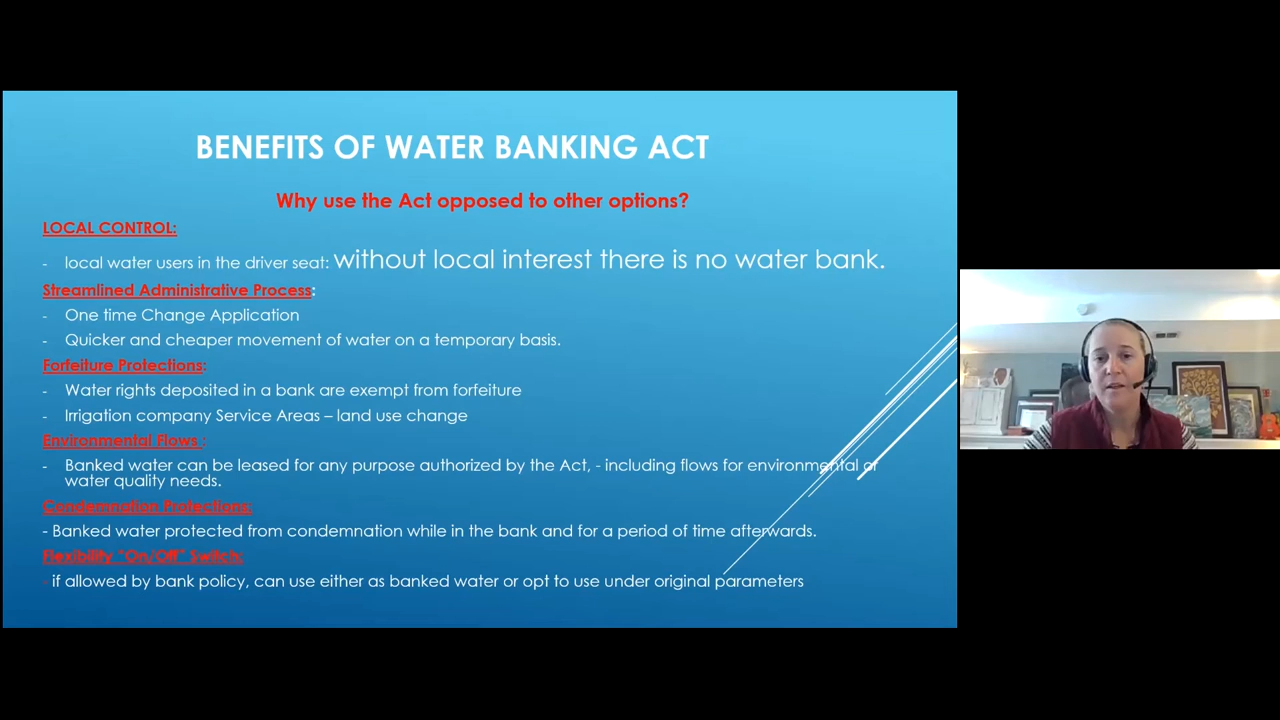 BENEFITS OF WATER BANKING ACT
Why use the Act opposed to other options?
LOCAL CONTROL:
- local water users in the driver seat: without local interest there is no water bank.
Streamlined Administrative Process:
- One time Change Application
- Quicker and cheaper movement of water on a temporary basis.
Forfeiture Protections:
- Water rights deposited in a bank are exempt from forfeiture
- Irrigation company Service Areas – land use change
Environmental Flows :
- Banked water can be leased for any purpose authorized by the Act, - including flows for environmental or
water quality needs.
Condemnation Protections:
- Banked water protected from condemnation while in the bank and for a period of time afterwards.
Flexibility "On/Off" Switch:
- if allowed by bank policy, can use either as banked water or opt to use under original parameters